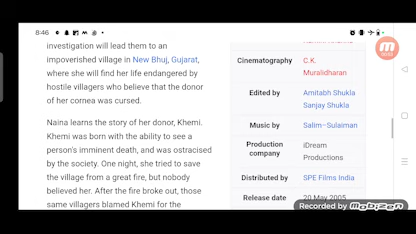 8:46
investigation will lead them to an
impoverished village in New Bhuj, Gujarat,
where she will find her life endangered by
hostile villagers who believe that the donor
of her cornea was cursed.
Naina learns the story of her donor, Khemi.
Khemi was born with the ability to see a
person's imminent death, and was ostracised
by the society. One night, she tried to save
the village from a great fire, but nobody
believed her. After the fire broke out, those
same villagers blamed Khemi for the
Cinematography C.K.
Muralidharan
Edited by Amitabh Shukla
Sanjay Shukla
Music by Salim–Sulaiman
Production
company
iDream
Productions
Distributed by SPE Films India
Release date 20 May 2005
Recorded by Mobizen